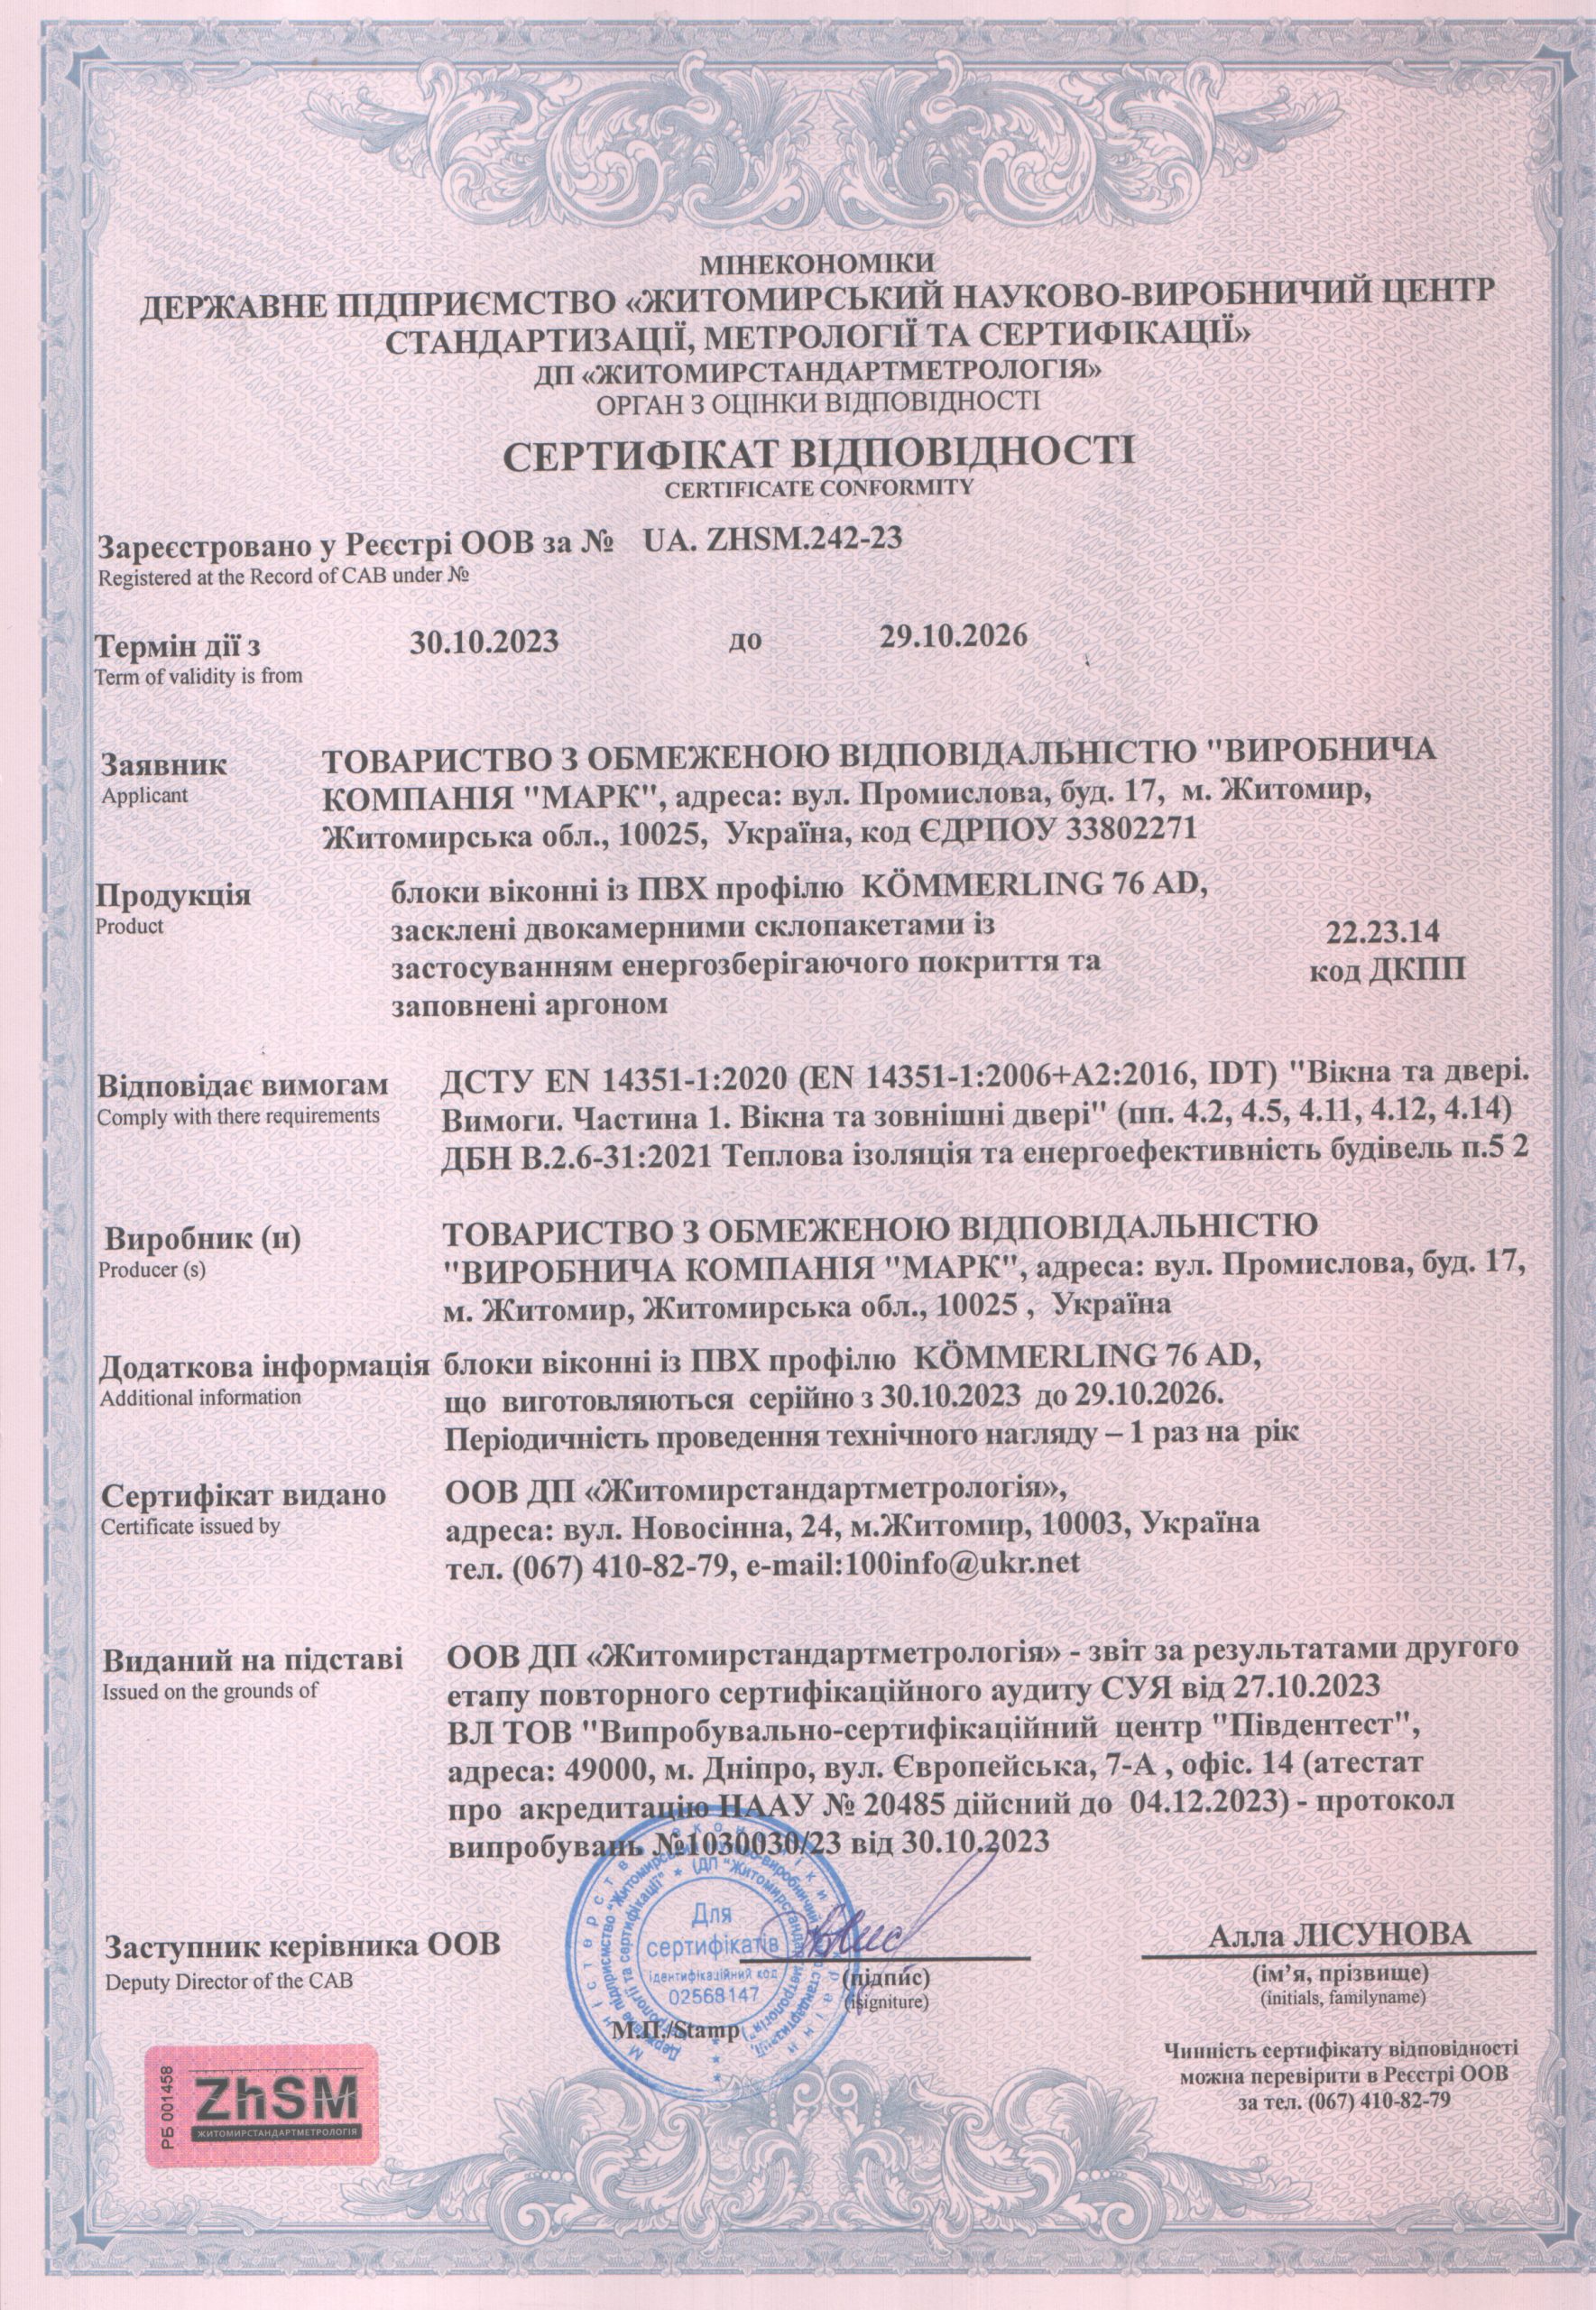 МІНЕКОНОМІКИ
ДЕРЖАВНЕ ПІДПРИЄМСТВО «ЖИТОМИРСЬКИЙ НАУКОВО-ВИРОБНИЧИЙ ЦЕНТР
СТАНДАРТИЗАЦІЇ, МЕТРОЛОГІЇ ТА СЕРТИФІКАЦІЇ»
ДП «ЖИТОМИРСТАНДАРТМЕТРОЛОГІЯ»
ОРГАН З ОЦІНКИ ВІДПОВІДНОСТІ
СЕРТИФІКАТ ВІДПОВІДНОСТІ
CERTIFICATE CONFORMITY
Зареєстровано у Реєстрі ООВ за № UA. ZHSM.242-23
Registered at the Record of CAB under №
Термін дії з 30.10.2023 до 29.10.2026
Term of validity is from
Заявник
Applicant
ТОВАРИСТВО З ОБМЕЖЕНОЮ ВІДПОВІДАЛЬНІСТЮ "ВИРОБНИЧА
КОМПАНІЯ "МАРК", адреса: вул. Промислова, буд. 17, м. Житомир,
Житомирська обл., 10025, Україна, код ЄДРПОУ 33802271
Продукція
Product
блоки віконні із ПВХ профілю KÖMMERLING 76 AD,
засклені двокамерними склопакетами із
застосуванням енергозберігаючого покриття та
заповнені аргоном
22.23.14
код ДКПП
Відповідає вимогам
Comply with there requirements
ДСТУ EN 14351-1:2020 (EN 14351-1:2006+A2:2016, IDT) "Вікна та двері.
Вимоги. Частина 1. Вікна та зовнішні двері" (пп. 4.2, 4.5, 4.11, 4.12, 4.14)
ДБН В.2.6-31:2021 Теплова ізоляція та енергоефективність будівель п.5 2
Виробник (и)
Producer (s)
ТОВАРИСТВО З ОБМЕЖЕНОЮ ВІДПОВІДАЛЬНІСТЮ
"ВИРОБНИЧА КОМПАНІЯ "МАРК", адреса: вул. Промислова, буд. 17,
м. Житомир, Житомирська обл., 10025 , Україна
Додаткова інформація
Additional information
блоки віконні із ПВХ профілю KÖMMERLING 76 AD,
що виготовляються серійно з 30.10.2023 до 29.10.2026.
Періодичність проведення технічного нагляду – 1 раз на рік
Сертифікат видано
Certificate issued by
ООВ ДП «Житомирстандартметрологія»,
адреса: вул. Новосінна, 24, м.Житомир, 10003, Україна
тел. (067) 410-82-79, e-mail:100info@ukr.net
Виданий на підставі
Issued on the grounds of
ООВ ДП «Житомирстандартметрологія» - звіт за результатами другого
етапу повторного сертифікаційного аудиту СУЯ від 27.10.2023
ВЛ ТОВ "Випробувально-сертифікаційний центр "Південтест",
адреса: 49000, м. Дніпро, вул. Європейська, 7-А , офіс. 14 (атестат
про акредитацію НААУ № 20485 дійсний до 04.12.2023) - протокол
випробувань №1030030/23 від 30.10.2023
Заступник керівника ООВ
Deputy Director of the CAB
Для
сертифікатів
ідентифікаційний код
02568147
М.П./Stamp
(підпис)
(isigniture)
Алла ЛІСУНОВА
(ім’я, прізвище)
(initials, familyname)
Чинність сертифікату відповідності
можна перевірити в Реєстрі ООВ
за тел. (067) 410-82-79
РБ 001458
ZhSM
ЖИТОМИРСТАНДАРТМЕТРОЛОГІЯ